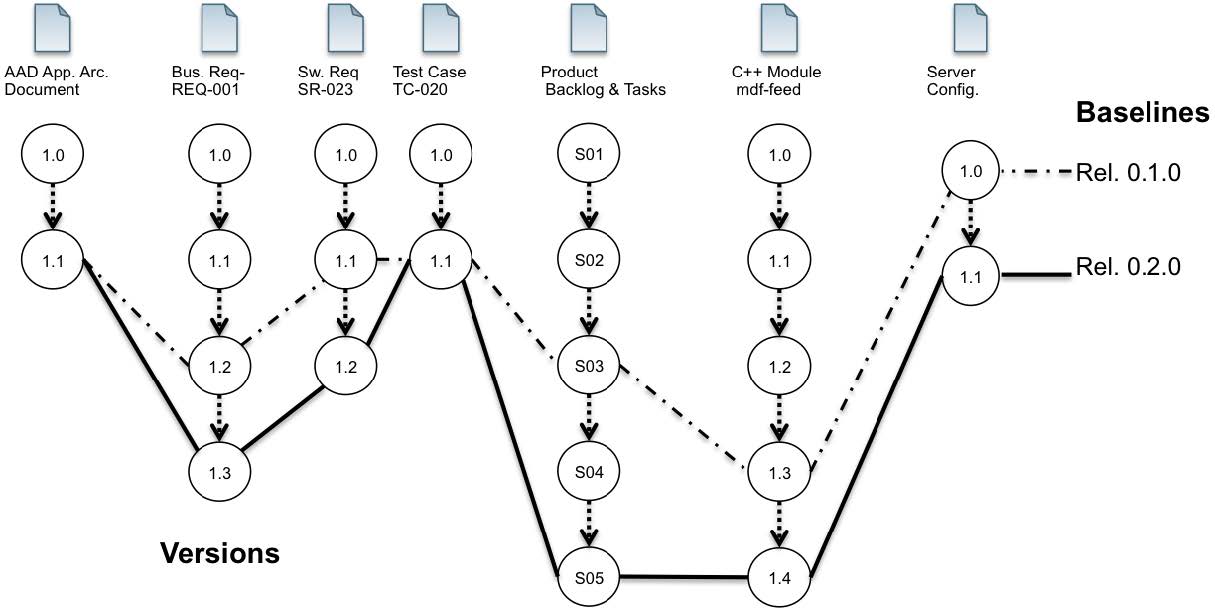 AAD App. Arc.
Document
Bus. Req-
REQ-001
Sw. Req
SR-023
Test Case
TC-020
Product
Backlog & Tasks
C++ Module
mdf-feed
Server
Config.
Baselines
1.0
1.0
1.0
1.0
S01
1.0
1.0
Rel. 0.1.0
1.1
1.1
1.1
1.1
S02
1.1
1.1
Rel. 0.2.0
1.2
1.2
S03
1.2
1.3
S04
1.3
Versions
S05
1.4